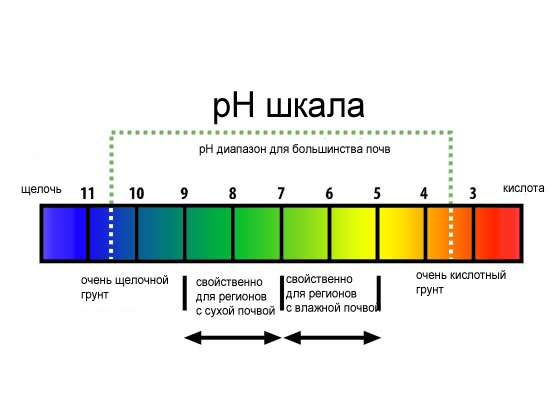 pH шкала
pH диапазон для большинства почв
щелочь 11 10 9 8 7 6 5 4 3 кислота
очень щелочной
грунт
свойственно
для регионов
с сухой почвой
свойственно
для регионов
с влажной почвой
очень кислотный
грунт